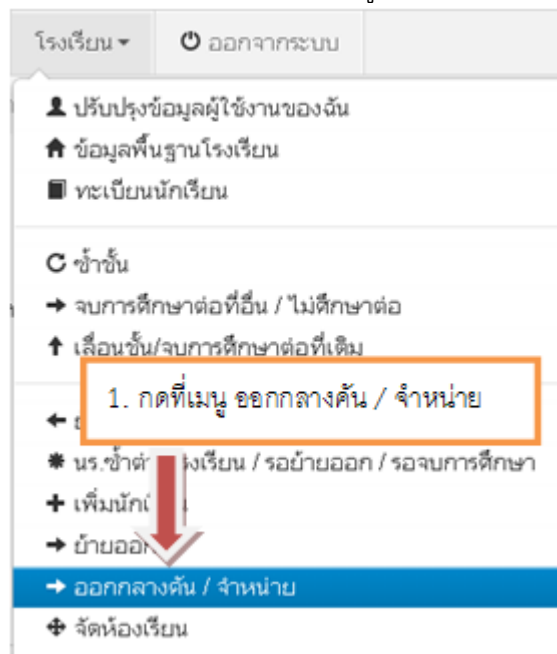 โรงเรียน ออกจากระบบ
ปรับปรุงข้อมูลผู้ใช้งานของฉัน
ข้อมูลพื้นฐานโรงเรียน
ทะเบียนนักเรียน
ซ้ำชั้น
จบการศึกษาต่อที่อื่น / ไม่ศึกษาต่อ
เลื่อนชั้น/จบการศึกษาต่อที่เดิม
1. กดที่เมนู ออกกลางคัน / จำหน่าย
นร.ซ้ำ / รอย้ายออก / รอจบการศึกษา
เพิ่ม
ย้ายออก
ออกกลางคัน / จำหน่าย
จัดห้องเรียน